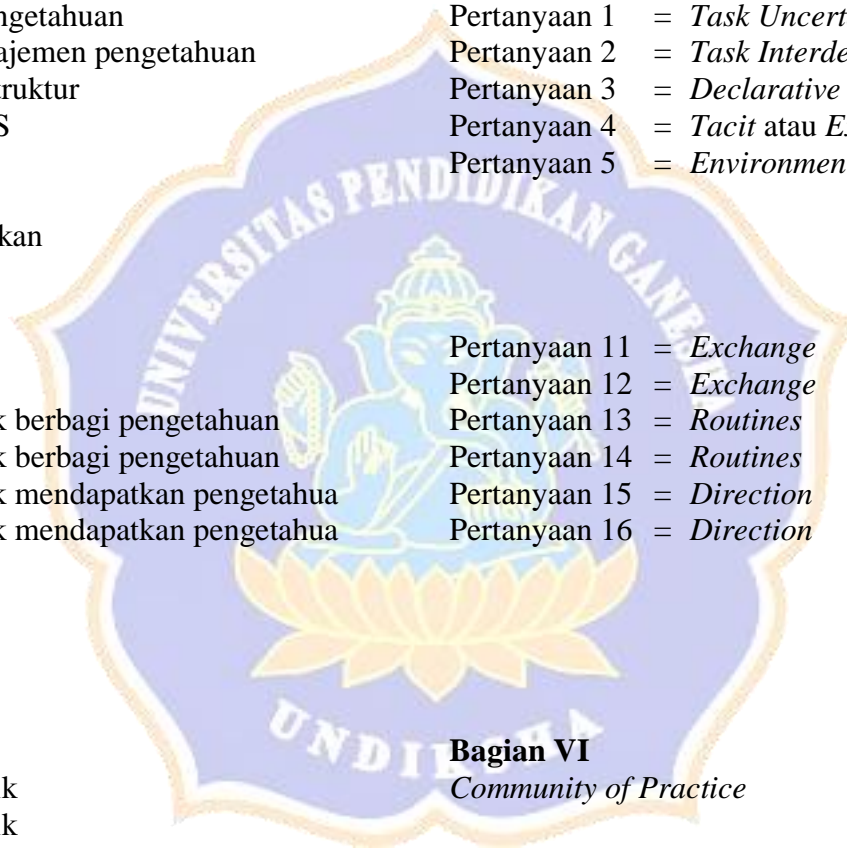 ngetahuan
ajemen pengetahuan
truktur
S
kan
k berbagi pengetahuan
k berbagi pengetahuan
k mendapatkan pengetahua
k mendapatkan pengetahua
ik
ik
Pertanyaan 1 = Task Uncert
Pertanyaan 2 = Task Interde
Pertanyaan 3 = Declarative
Pertanyaan 4 = Tacit atau E
Pertanyaan 5 = Environmen
Pertanyaan 11 = Exchange
Pertanyaan 12 = Exchange
Pertanyaan 13 = Routines
Pertanyaan 14 = Routines
Pertanyaan 15 = Direction
Pertanyaan 16 = Direction
Bagian VI
Community of Practice
UNIVERSITAS PENDIDIKAN GANESHA
UNDIKSHA